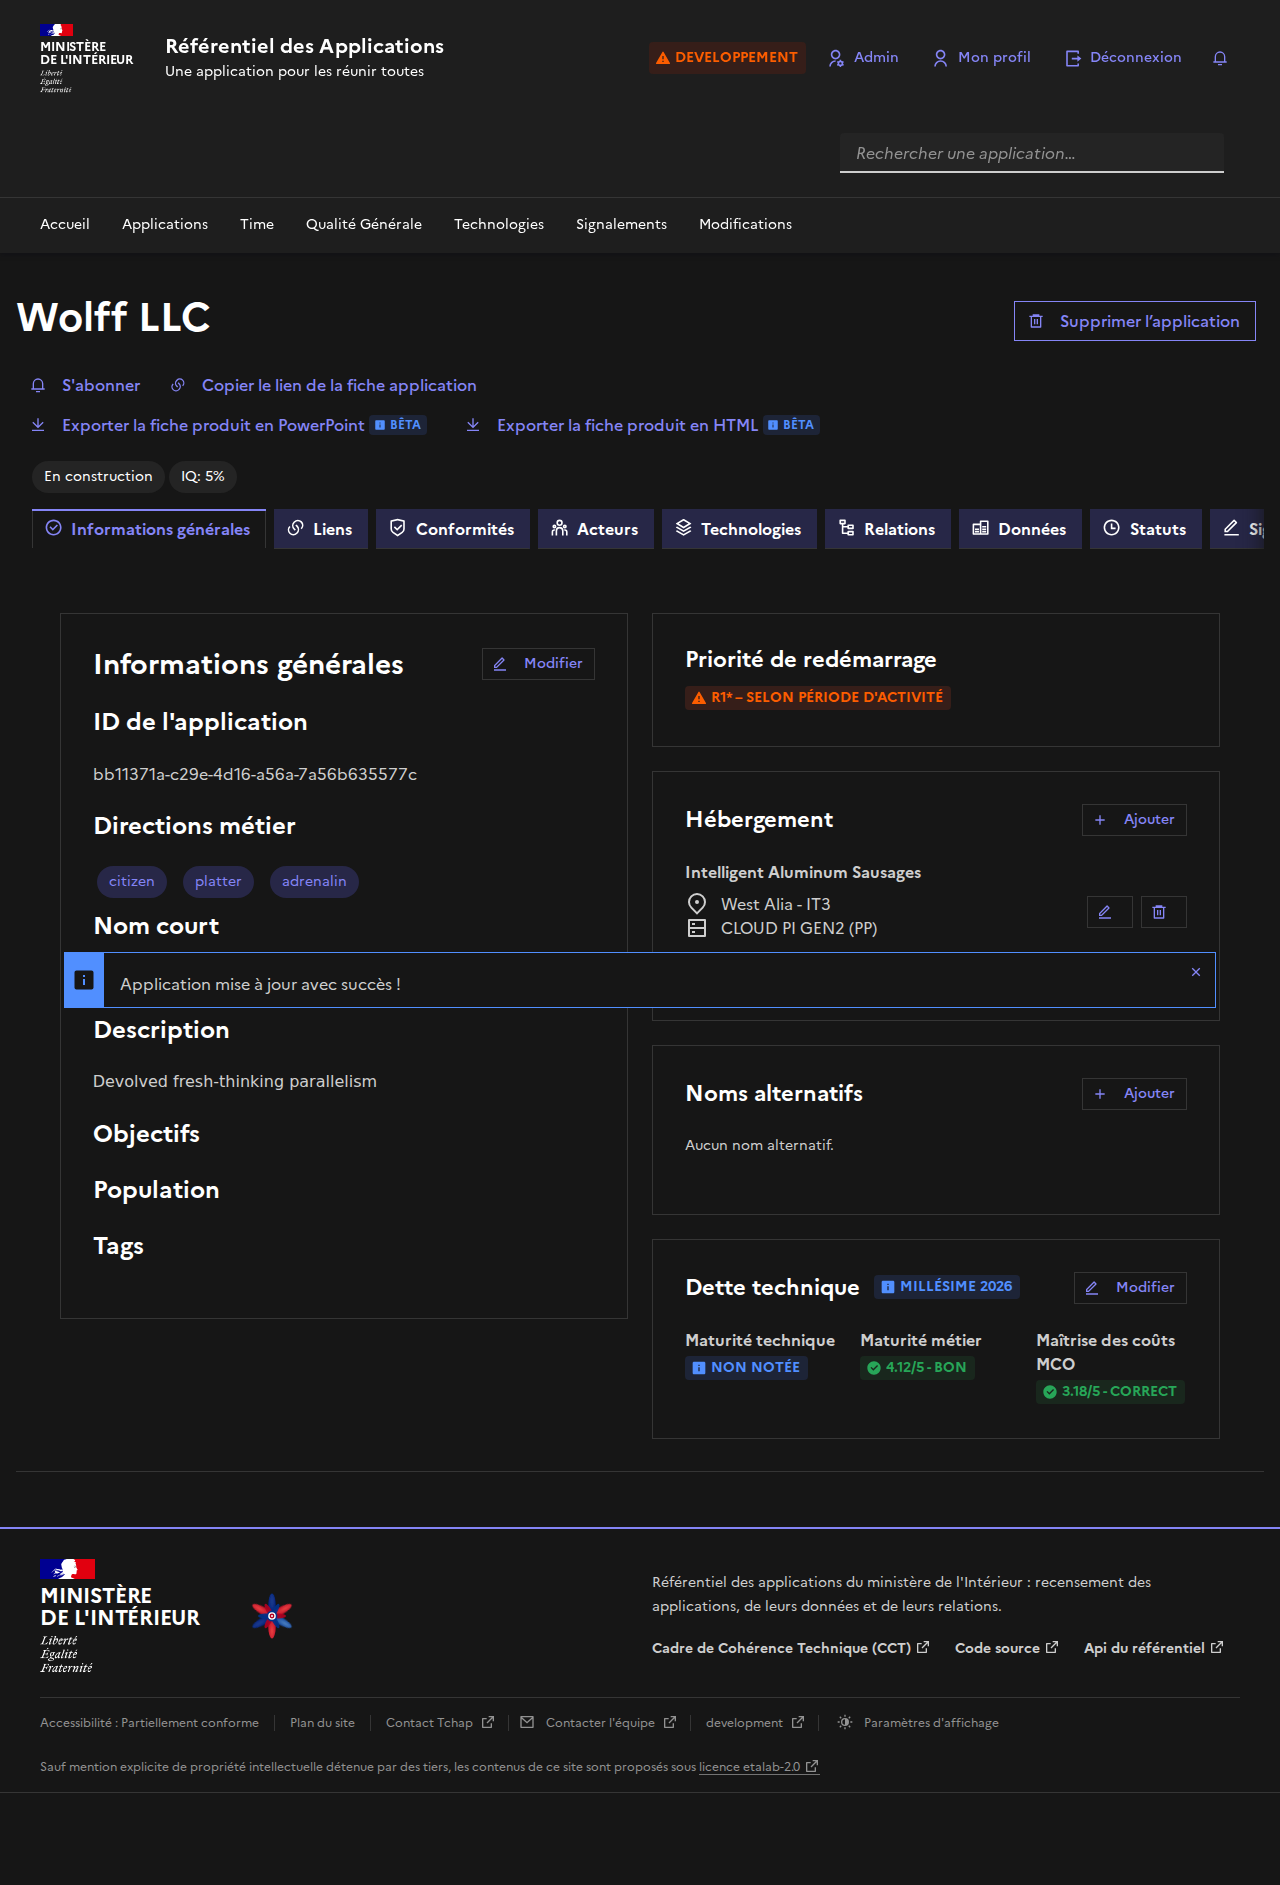 MINISTÈRE
DE L'INTÉRIEUR
Liberté
Égalité
Fraternité
Référentiel des Applications
Une application pour les réunir toutes
DEVELOPPEMENT
Admin
Mon profil
Déconnexion
Rechercher une application...
Accueil
Applications
Time
Qualité Générale
Technologies
Signalements
Modifications
Wolff LLC
Supprimer l’application
S'abonner
Copier le lien de la fiche application
Exporter la fiche produit en PowerPoint BÊTA
Exporter la fiche produit en HTML BÊTA
En construction
IQ: 5%
Informations générales
Liens
Conformités
Acteurs
Technologies
Relations
Données
Statuts
Informations générales
Modifier
ID de l'application
bb11371a-c29e-4d16-a56a-7a56b635577c
Directions métier
citizen
platter
adrenalin
Nom court
Application mise à jour avec succès !
Description
Devolved fresh-thinking parallelism
Objectifs
Population
Tags
Priorité de redémarrage
R1* – SELON PÉRIODE D'ACTIVITÉ
Hébergement
Ajouter
Intelligent Aluminum Sausages
West Alia - IT3
CLOUD PI GEN2 (PP)
Noms alternatifs
Ajouter
Aucun nom alternatif.
Dette technique
MILLÉSIME 2026
Modifier
Maturité technique
NON NOTÉE
Maturité métier
4.12/5 - BON
Maîtrise des coûts
MCO
3.18/5 - CORRECT
MINISTÈRE
DE L'INTÉRIEUR
Liberté
Égalité
Fraternité
Référentiel des applications du ministère de l'Intérieur : recensement des
applications, de leurs données et de leurs relations.
Cadre de Cohérence Technique (CCT)
Code source
Api du référentiel
Accessibilité : Partiellement conforme
Plan du site
Contact Tchap
Contacter l'équipe
development
Paramètres d'affichage
Sauf mention explicite de propriété intellectuelle détenue par des tiers, les contenus de ce site sont proposés sous licence etalab-2.0